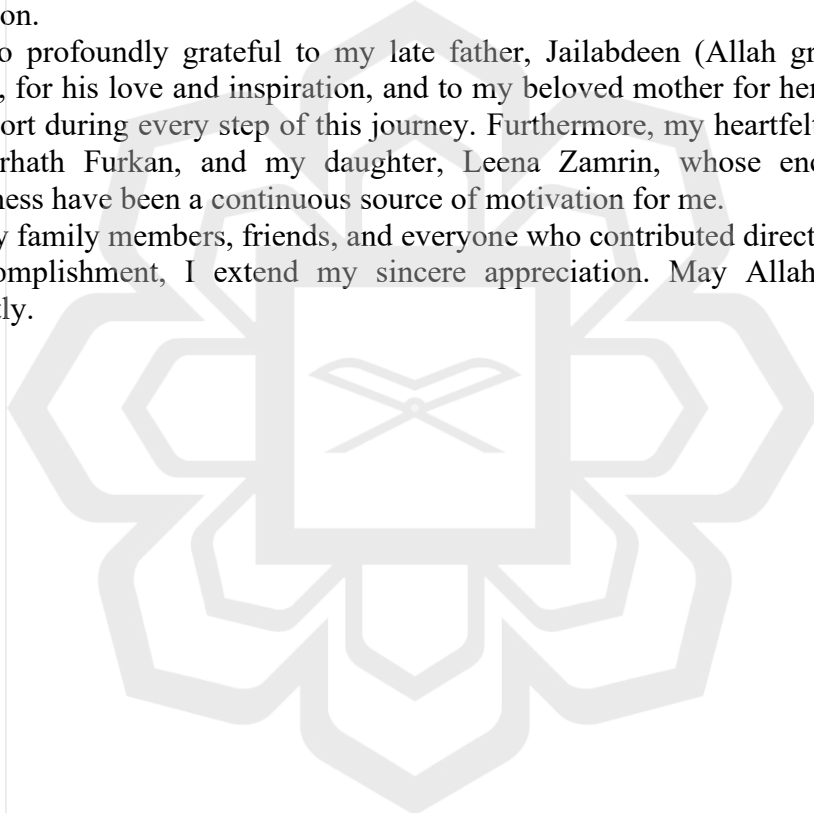 on.
o profoundly grateful to my late father, Jailabdeen (Allah gr
, for his love and inspiration, and to my beloved mother for her
ort during every step of this journey. Furthermore, my heartfelt
rhath Furkan, and my daughter, Leena Zamrin, whose enc
ness have been a continuous source of motivation for me.
y family members, friends, and everyone who contributed direct
omplishment, I extend my sincere appreciation. May Allah
tly.